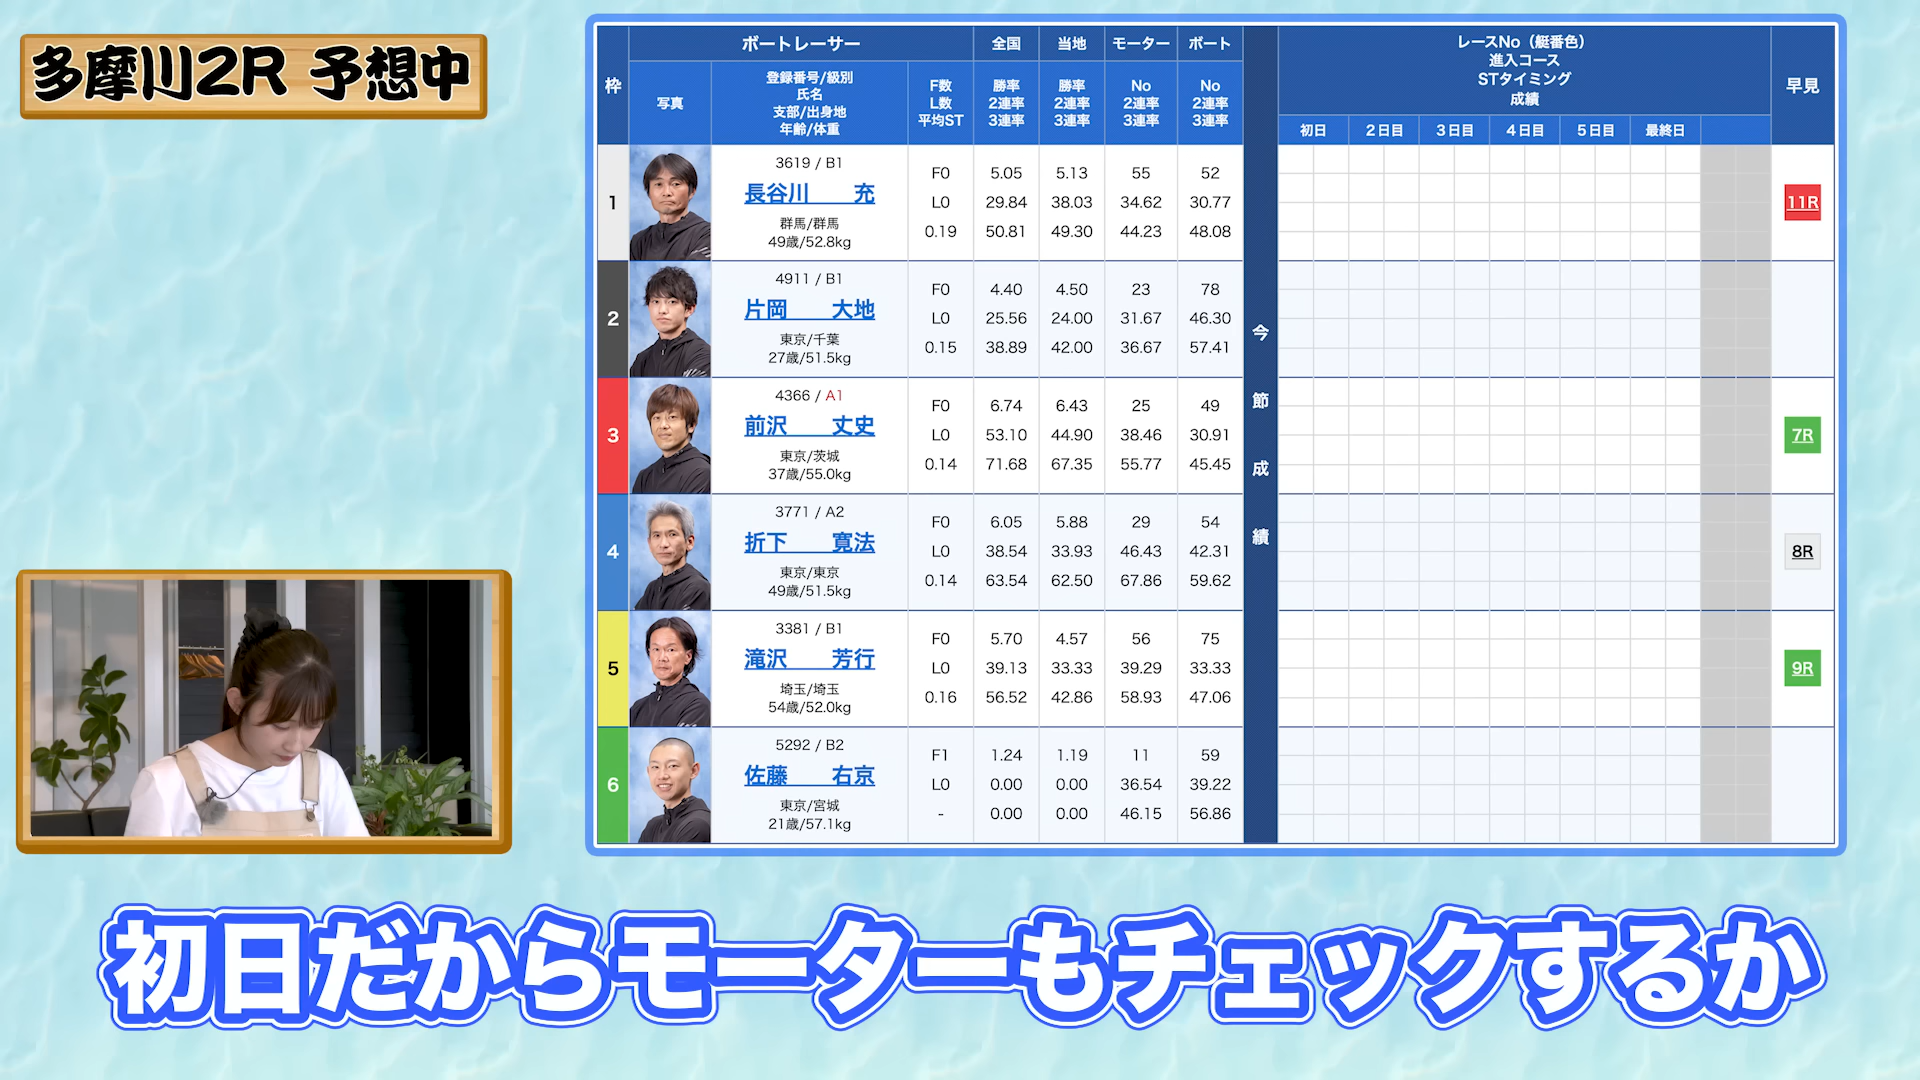 多摩川2R 予想中
枠 ボートレーサー 全国 当地 モーター ボート レースNo（艇番色） 早見
進入コース
STタイミング
成績
写真 登録番号/級別 F数 勝率 勝率 No No
氏名 L数 2連率 2連率 2連率 2連率
支部/出身地 平均ST 3連率 3連率 3連率 3連率
年齢/体重
初日 2日目 3日目 4日目 5日目 最終日
今節成績
1 3619 / B1 F0 5.05 5.13 55 52
長谷川 充 L0 29.84 38.03 34.62 30.77 11R
群馬/群馬 0.19 50.81 49.30 44.23 48.08
49歳/52.8kg
2 4911 / B1 F0 4.40 4.50 23 78
片岡 大地 L0 25.56 24.00 31.67 46.30
東京/千葉 0.15 38.89 42.00 36.67 57.41
27歳/51.5kg
3 4366 / A1 F0 6.74 6.43 25 49
前沢 丈史 L0 53.10 44.90 38.46 30.91 7R
東京/茨城 0.14 71.68 67.35 55.77 45.45
37歳/55.0kg
4 3771 / A2 F0 6.05 5.88 29 54
折下 寛法 L0 38.54 33.93 46.43 42.31 8R
東京/東京 0.14 63.54 62.50 67.86 59.62
49歳/51.5kg
5 3381 / B1 F0 5.70 4.57 56 75
滝沢 芳行 L0 39.13 33.33 39.29 33.33 9R
埼玉/埼玉 0.16 56.52 42.86 58.93 47.06
54歳/52.0kg
6 5292 / B2 F1 1.24 1.19 11 59
佐藤 右京 L0 0.00 0.00 36.54 39.22
東京/宮城 - 0.00 0.00 46.15 56.86
21歳/57.1kg
初日だからモーターもチェックするか